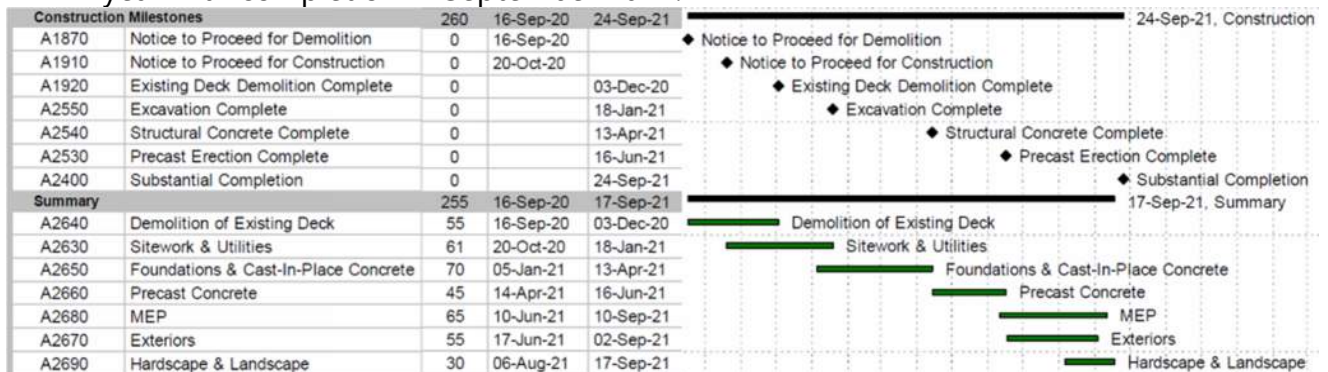 Construction Milestones 260 16-Sep-20 24-Sep-21 24-Sep-21, Construction
A1870 Notice to Proceed for Demolition 0 16-Sep-20 Notice to Proceed for Demolition
A1910 Notice to Proceed for Construction 0 20-Oct-20 Notice to Proceed for Construction
A1920 Existing Deck Demolition Complete 0 03-Dec-20 Existing Deck Demolition Complete
A2550 Excavation Complete 0 18-Jan-21 Excavation Complete
A2540 Structural Concrete Complete 0 13-Apr-21 Structural Concrete Complete
A2530 Precast Erection Complete 0 16-Jun-21 Precast Erection Complete
A2400 Substantial Completion 0 24-Sep-21 Substantial Completion
Summary 255 16-Sep-20 17-Sep-21 17-Sep-21, Summary
A2640 Demolition of Existing Deck 55 16-Sep-20 03-Dec-20 Demolition of Existing Deck
A2630 Sitework & Utilities 61 20-Oct-20 18-Jan-21 Sitework & Utilities
A2650 Foundations & Cast-In-Place Concrete 70 05-Jan-21 13-Apr-21 Foundations & Cast-In-Place Concrete
A2660 Precast Concrete 45 14-Apr-21 16-Jun-21 Precast Concrete
A2680 MEP 65 10-Jun-21 10-Sep-21 MEP
A2670 Exteriors 55 17-Jun-21 02-Sep-21 Exteriors
A2690 Hardscape & Landscape 30 06-Aug-21 17-Sep-21 Hardscape & Landscape